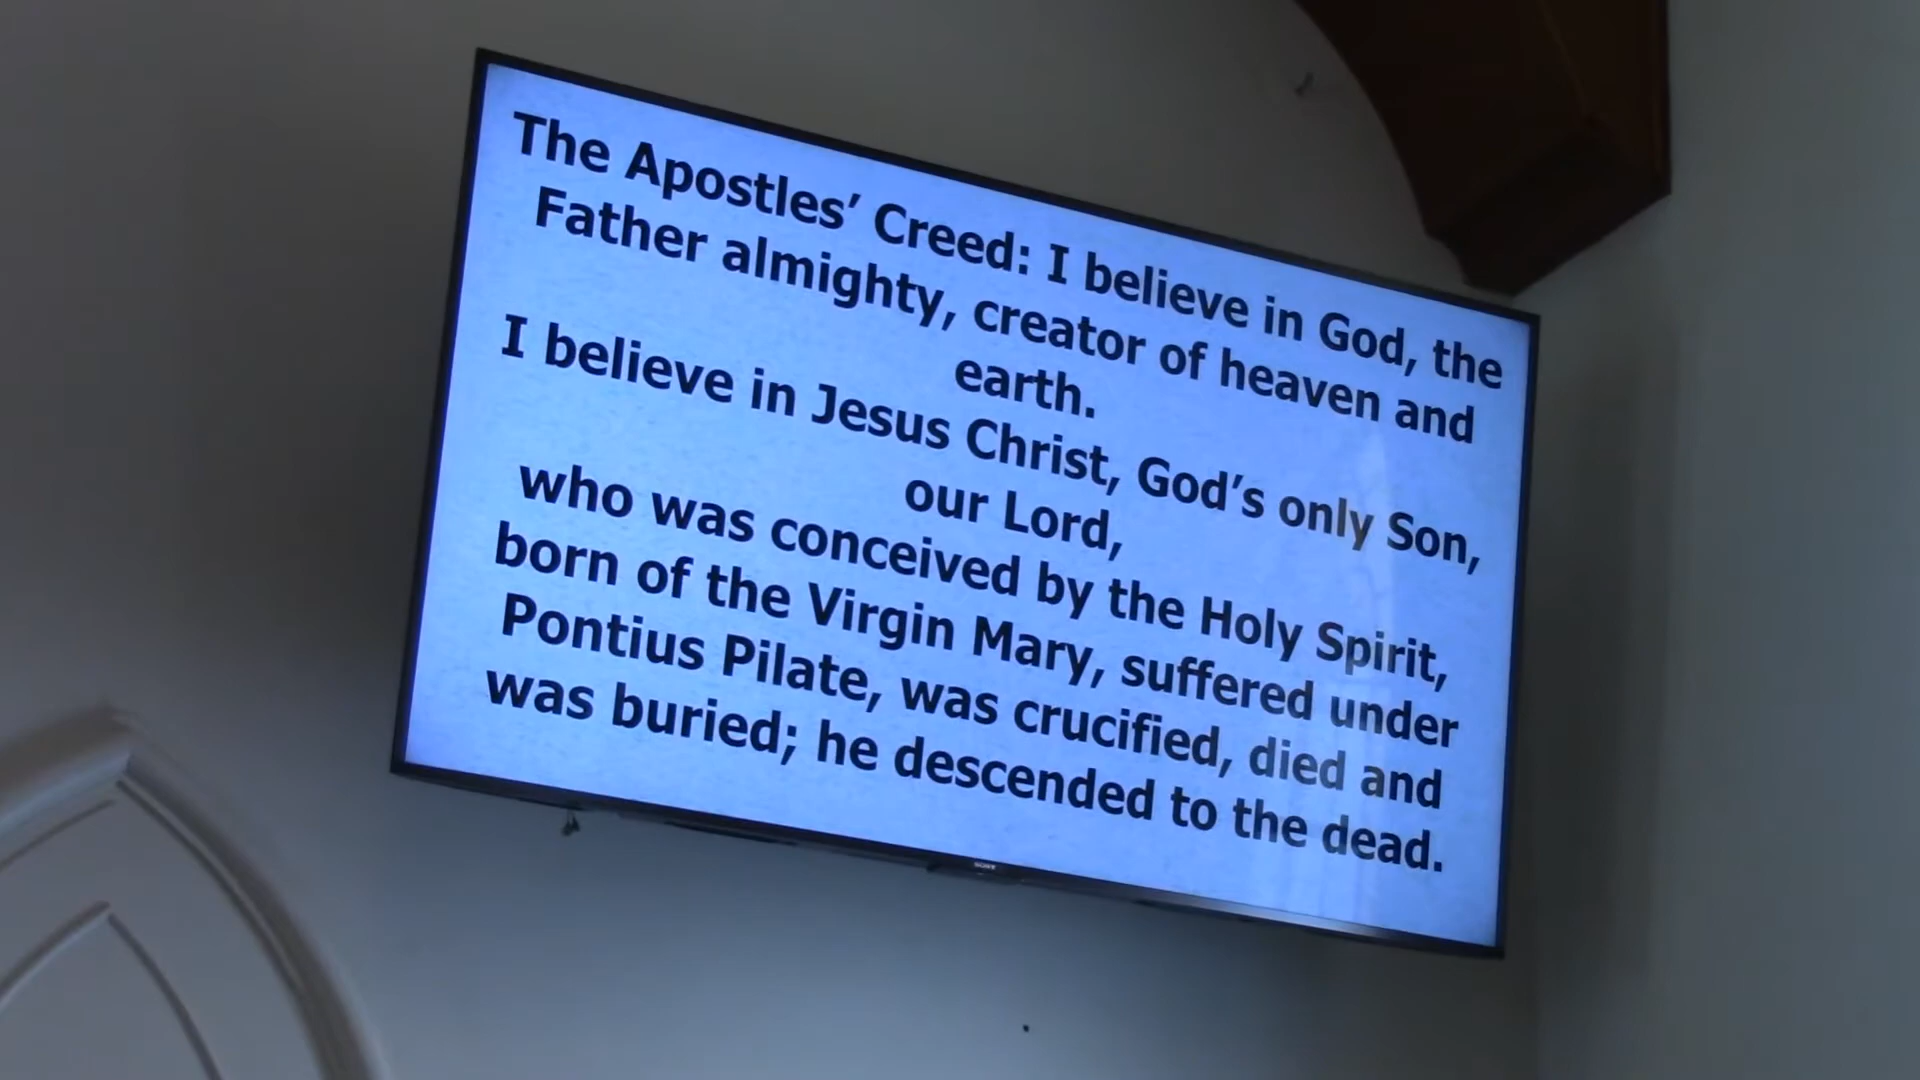 The Apostles’ Creed: I believe in God, the
Father almighty, creator of heaven and
earth.
I believe in Jesus Christ, God’s only Son,
our Lord,
who was conceived by the Holy Spirit,
born of the Virgin Mary, suffered under
Pontius Pilate, was crucified, died and
was buried; he descended to the dead.
SONY